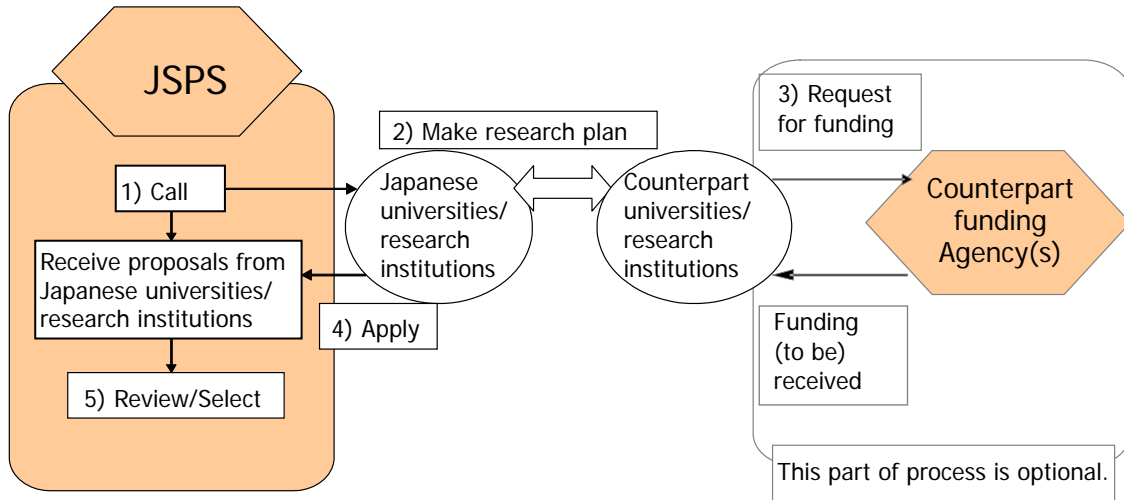 JSPS
1) Call
Receive proposals from
Japanese universities/
research institutions
5) Review/Select
2) Make research plan
Japanese
universities/
research
institutions
4) Apply
Counterpart
universities/
research
institutions
3) Request
for funding
Counterpart
funding
Agency(s)
Funding
(to be)
received
This part of process is optional.